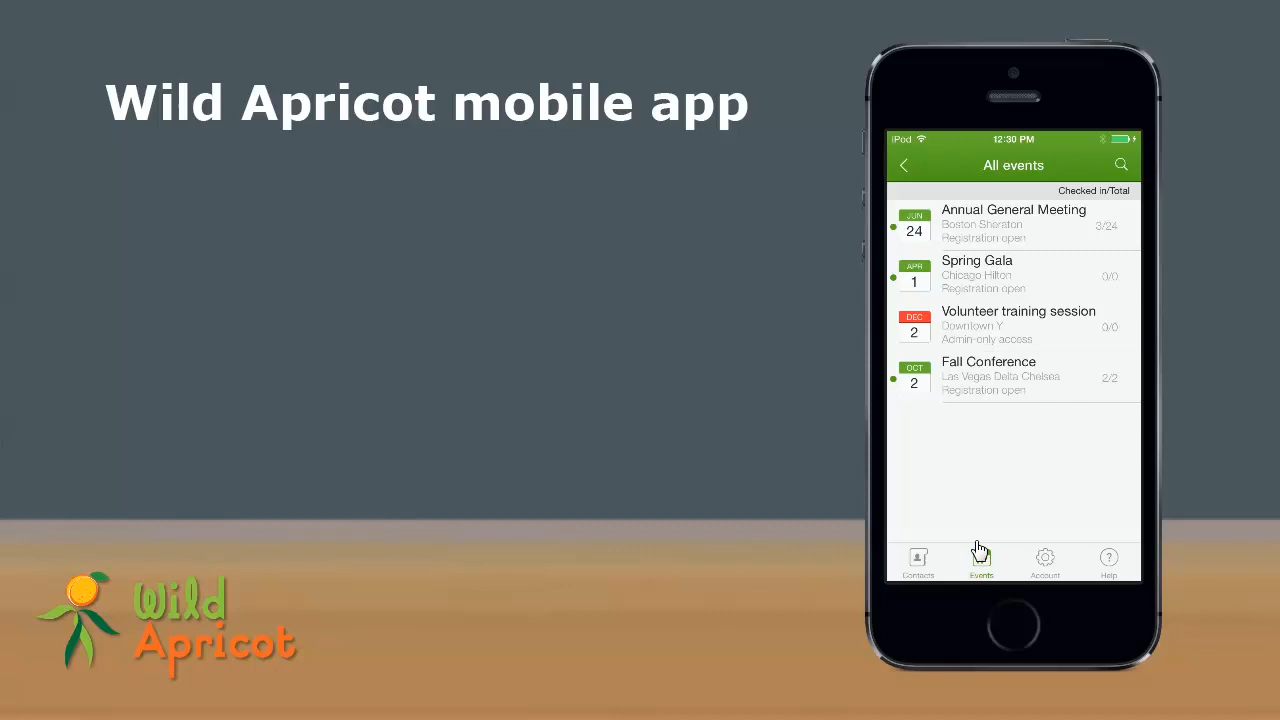 Wild Apricot mobile app
iPod 12:30 PM
All events
Checked in/Total
JUN
24
Annual General Meeting
Boston Sheraton
Registration open
3/24
APR
1
Spring Gala
Chicago Hilton
Registration open
0/0
DEC
2
Volunteer training session
Downtown Y
Admin-only access
0/0
OCT
2
Fall Conference
Las Vegas Delta Chelsea
Registration open
2/2
Contacts Events Account Help
Wild
Apricot